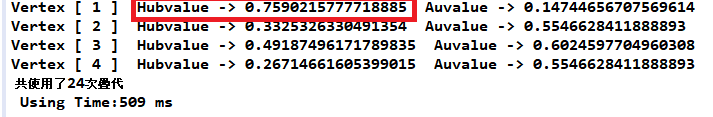 Vertex [ 1 ]  Hubvalue -> 0.7590215777718885  Auvalue -> 0.14744656707569614
Vertex [ 2 ]  Hubvalue -> 0.3325326330491354  Auvalue -> 0.5546628411888893
Vertex [ 3 ]  Hubvalue -> 0.49187496171789835  Auvalue -> 0.6024597704960308
Vertex [ 4 ]  Hubvalue -> 0.26714661605399015  Auvalue -> 0.5546628411888893
共使用了24次叠代
Using Time:509 ms